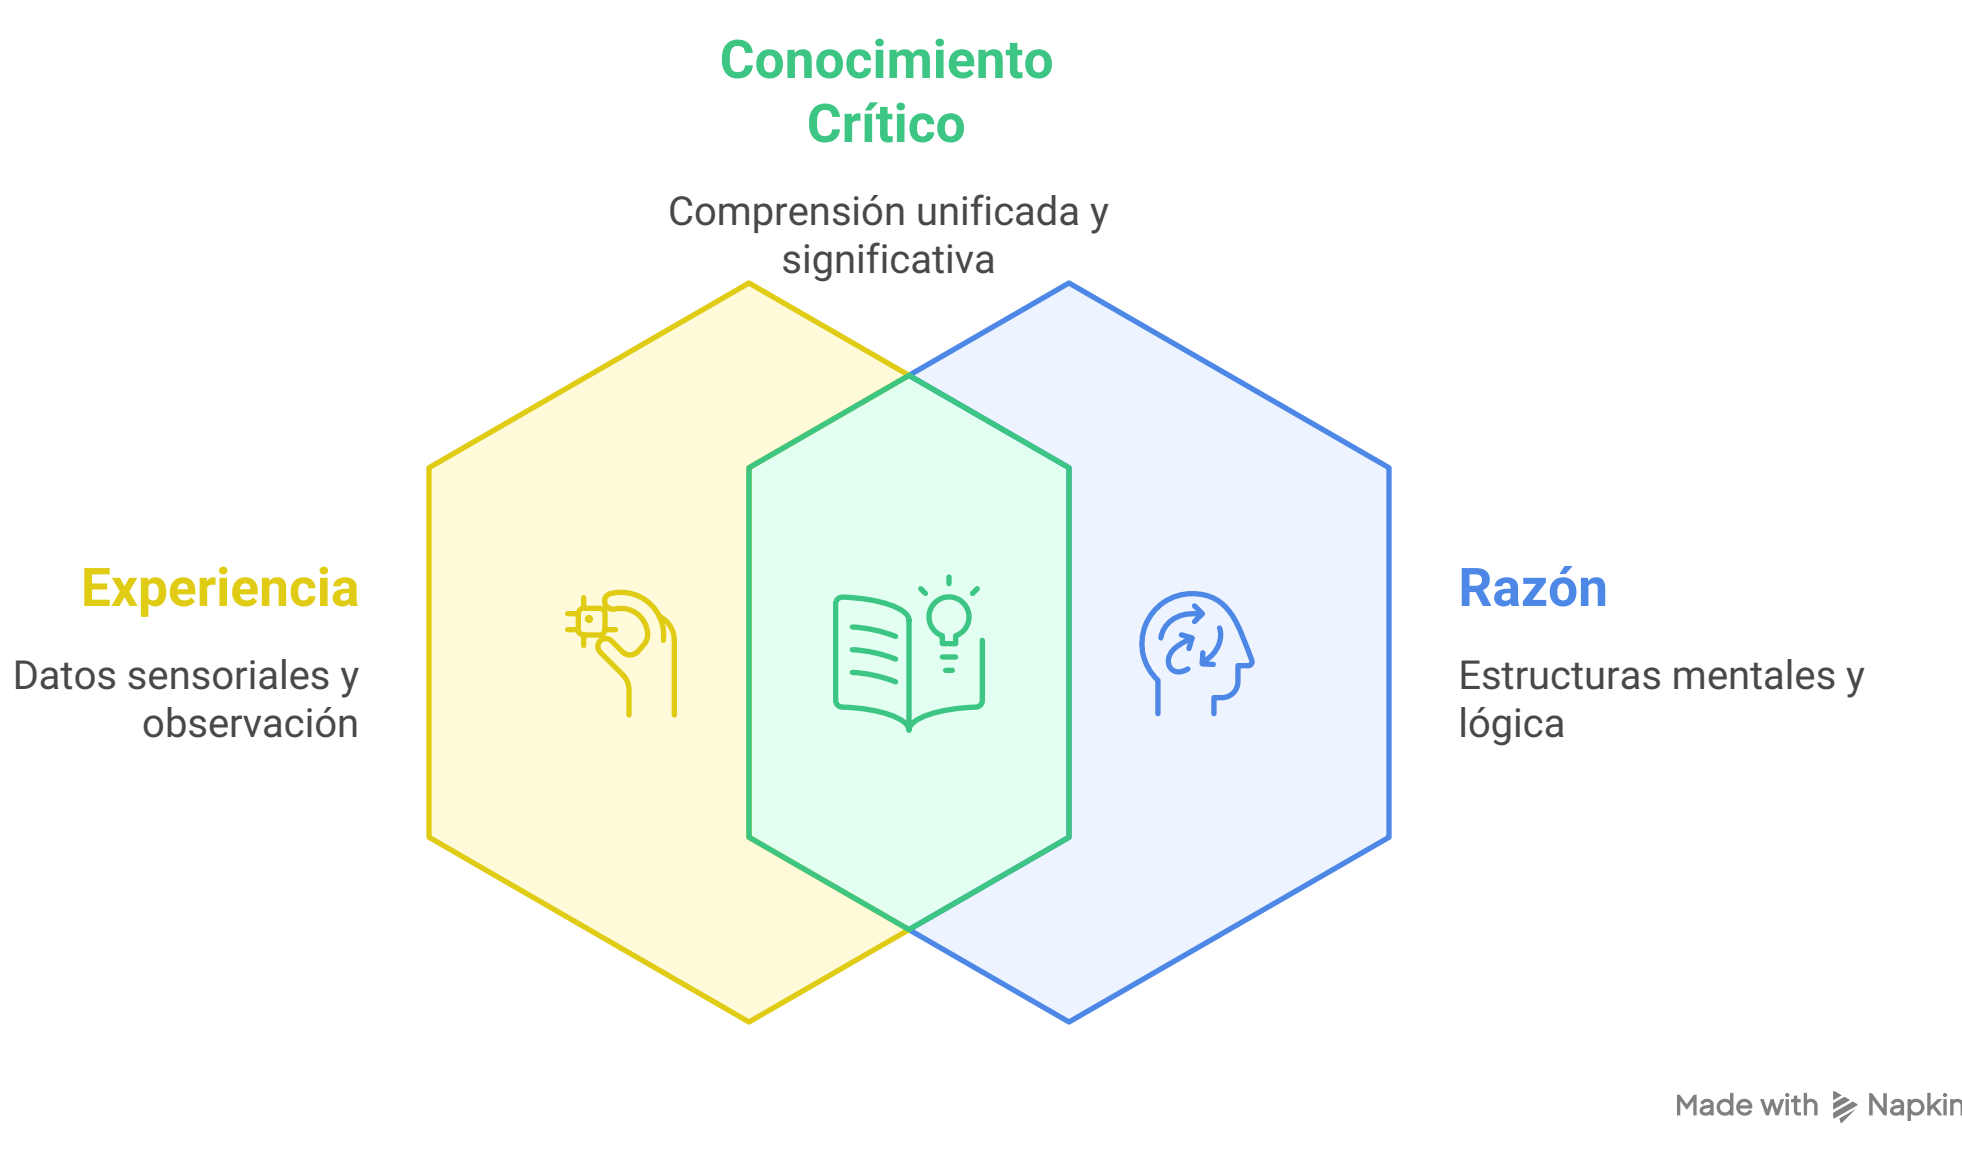 Conocimiento
Crítico
Comprensión unificada y
significativa
Experiencia
Datos sensoriales y
observación
Razón
Estructuras mentales y
lógica
Made with Napkin